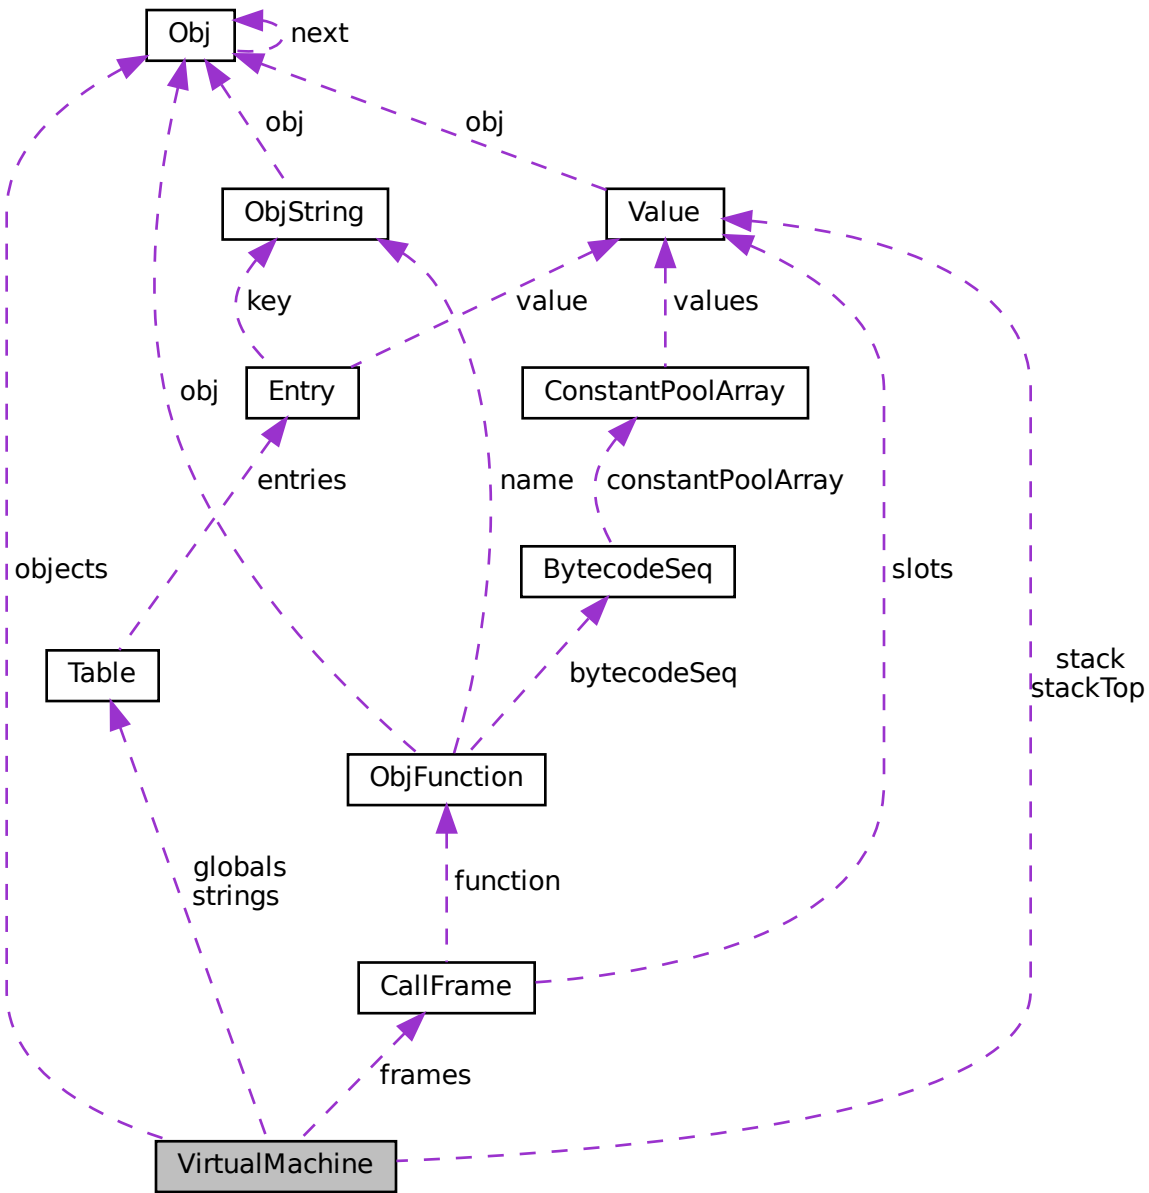 Obj
next
obj
obj
ObjString
Value
key
value
values
obj
Entry
ConstantPoolArray
entries
name
constantPoolArray
objects
BytecodeSeq
slots
stack
stackTop
Table
bytecodeSeq
ObjFunction
globals
strings
function
CallFrame
frames
VirtualMachine